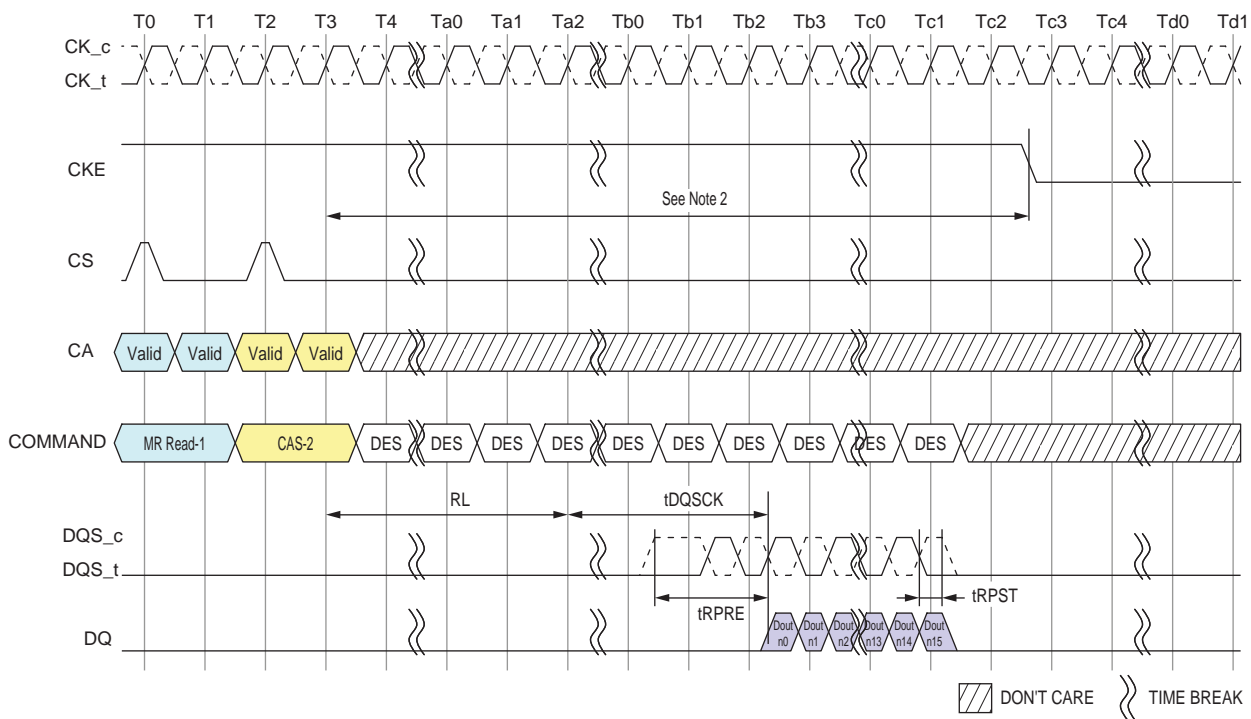 T0 T1 T2 T3 T4 Ta0 Ta1 Ta2 Tb0 Tb1 Tb2 Tb3 Tc0 Tc1 Tc2 Tc3 Tc4 Td0 Td1
CK_c
CK_t
CKE
See Note 2
CS
CA Valid Valid Valid Valid
COMMAND MR Read-1 CAS-2 DES DES DES DES DES DES DES DES DES DES
RL tDQSCK
DQS_c
DQS_t
tRPRE tRPST
DQ Dout n0 Dout n1 Dout n2 Dout n13 Dout n14 Dout n15
DON'T CARE TIME BREAK